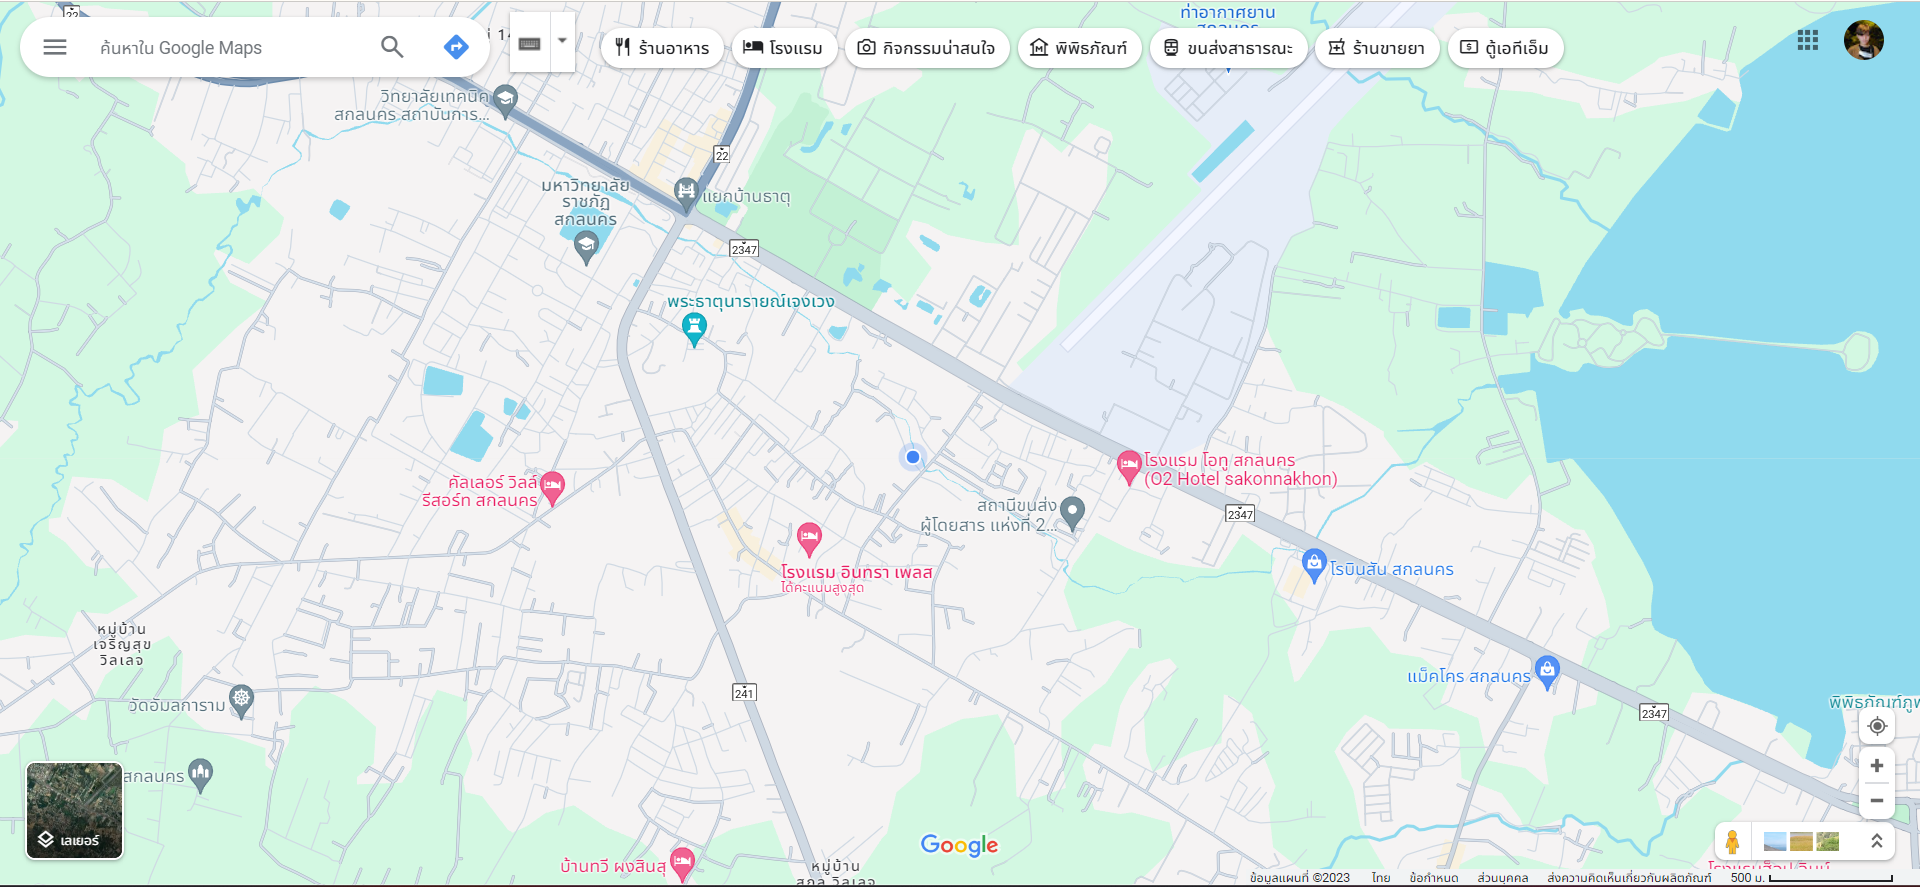 ค้นหาใน Google Maps
ร้านอาหาร
โรงแรม
กิจกรรมน่าสนใจ
พิพิธภัณฑ์
ขนส่งสาธารณะ
ร้านขายยา
ตู้เอทีเอ็ม
ท่าอากาศยาน
สกลนคร
22
วิทยาลัยเทคนิค
สกลนคร สถาบันการ...
22
แยกบ้านธาตุ
มหาวิทยาลัย
ราชภัฏ
สกลนคร
2347
พระธาตุนารายณ์เจงเวง
คัลเลอร์ วิลล์
รีสอร์ท สกลนคร
โรงแรม โอทู สกลนคร
(O2 Hotel sakonnakhon)
สถานีขนส่ง
ผู้โดยสาร แห่งที่ 2...
2347
โรงแรม อินทรา เพลส
ได้คะแนนสูงสุด
โรบินสัน สกลนคร
หมู่บ้าน
เจริญสุข
วิลเลจ
แม็คโคร สกลนคร
241
วัดอัมลการาม
2347
พิพิธภัณฑ์ภูพ
สกลนคร
เลเยอร์
Google
บ้านทวี ผงสินสุ
หมู่บ้าน
สกล วิลเลจ
ข้อมูลแผนที่ ©2023 ไทย ข้อกำหนด ส่วนบุคคล ส่งความคิดเห็นเกี่ยวกับผลิตภัณฑ์ 500 ม.